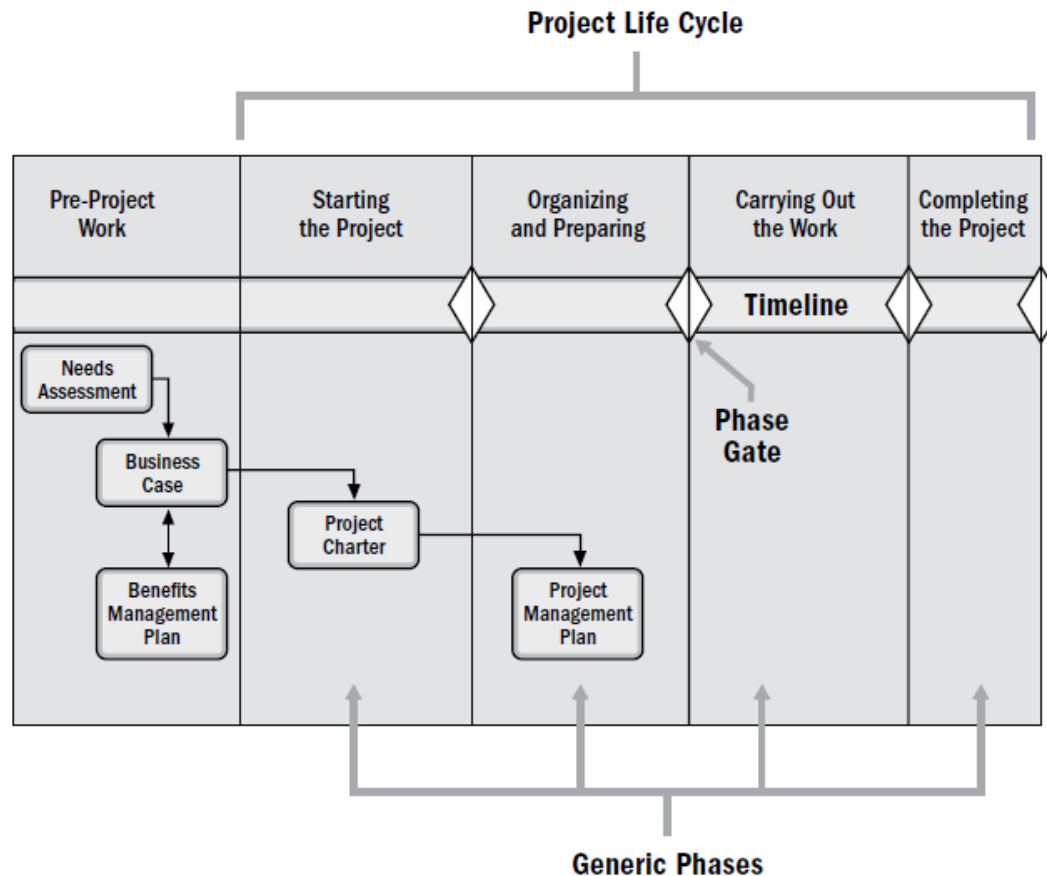 Project Life Cycle
Pre-Project
Work
Starting
the Project
Organizing
and Preparing
Carrying Out
the Work
Completing
the Project
Timeline
Needs
Assessment
Business
Case
Benefits
Management
Plan
Project
Charter
Project
Management
Plan
Phase
Gate
Generic Phases